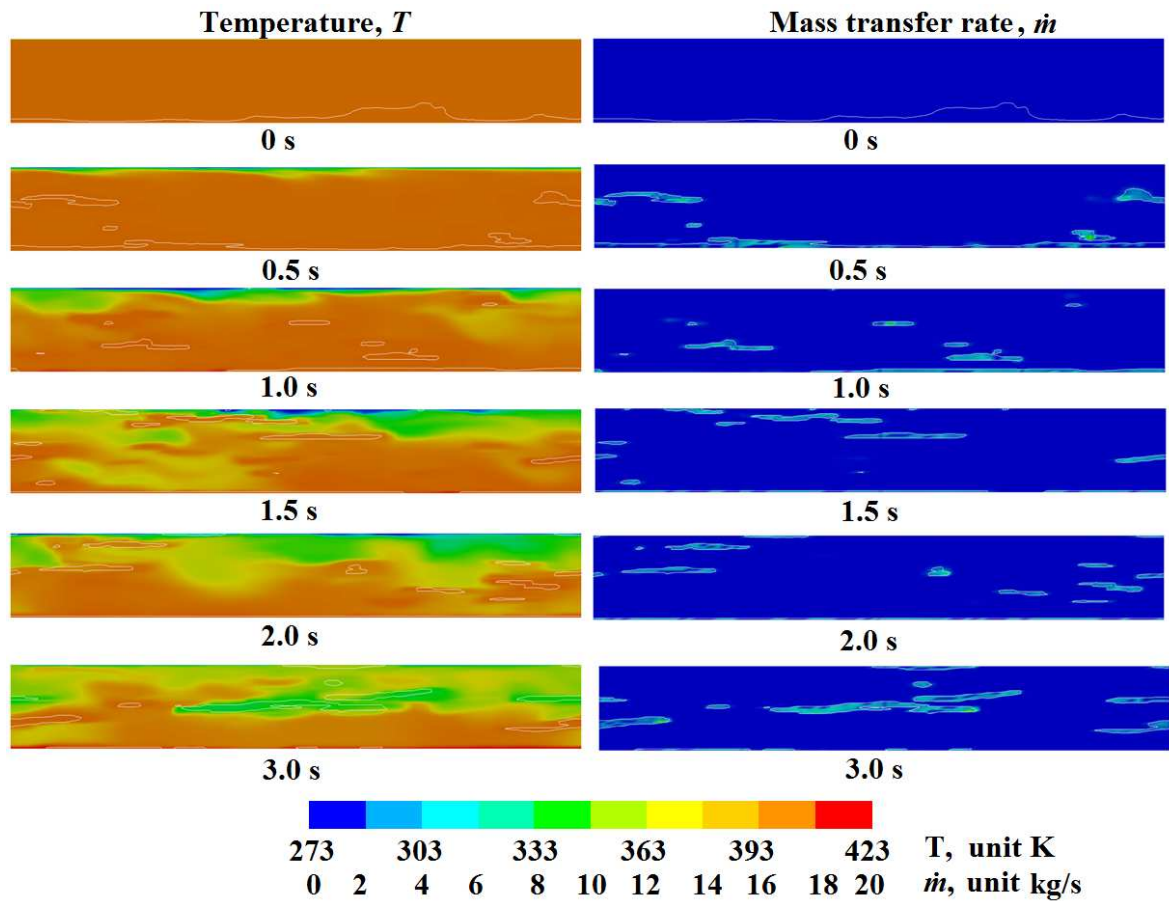 Temperature, T Mass transfer rate, ṁ
0 s 0 s
0.5 s 0.5 s
1.0 s 1.0 s
1.5 s 1.5 s
2.0 s 2.0 s
3.0 s 3.0 s
273 303 333 363 393 423 T, unit K
0 2 4 6 8 10 12 14 16 18 20 ṁ, unit kg/s